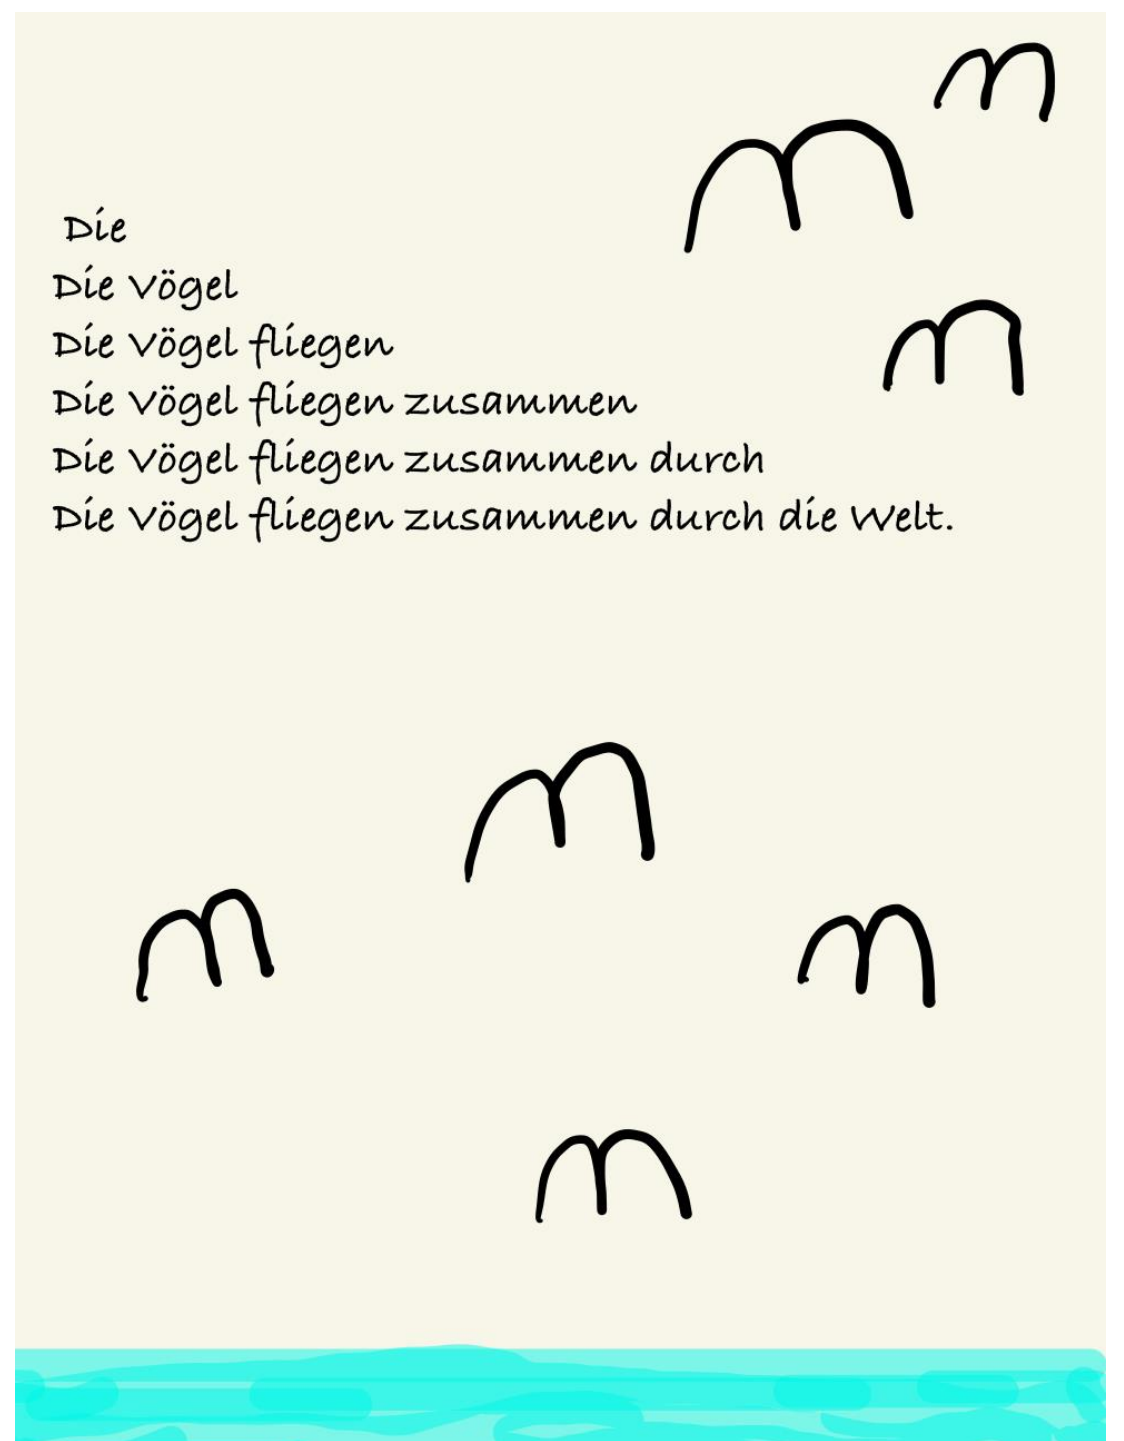 Die
Die Vögel
Die Vögel fliegen
Die Vögel fliegen zusammen
Die Vögel fliegen zusammen durch
Die Vögel fliegen zusammen durch die Welt.